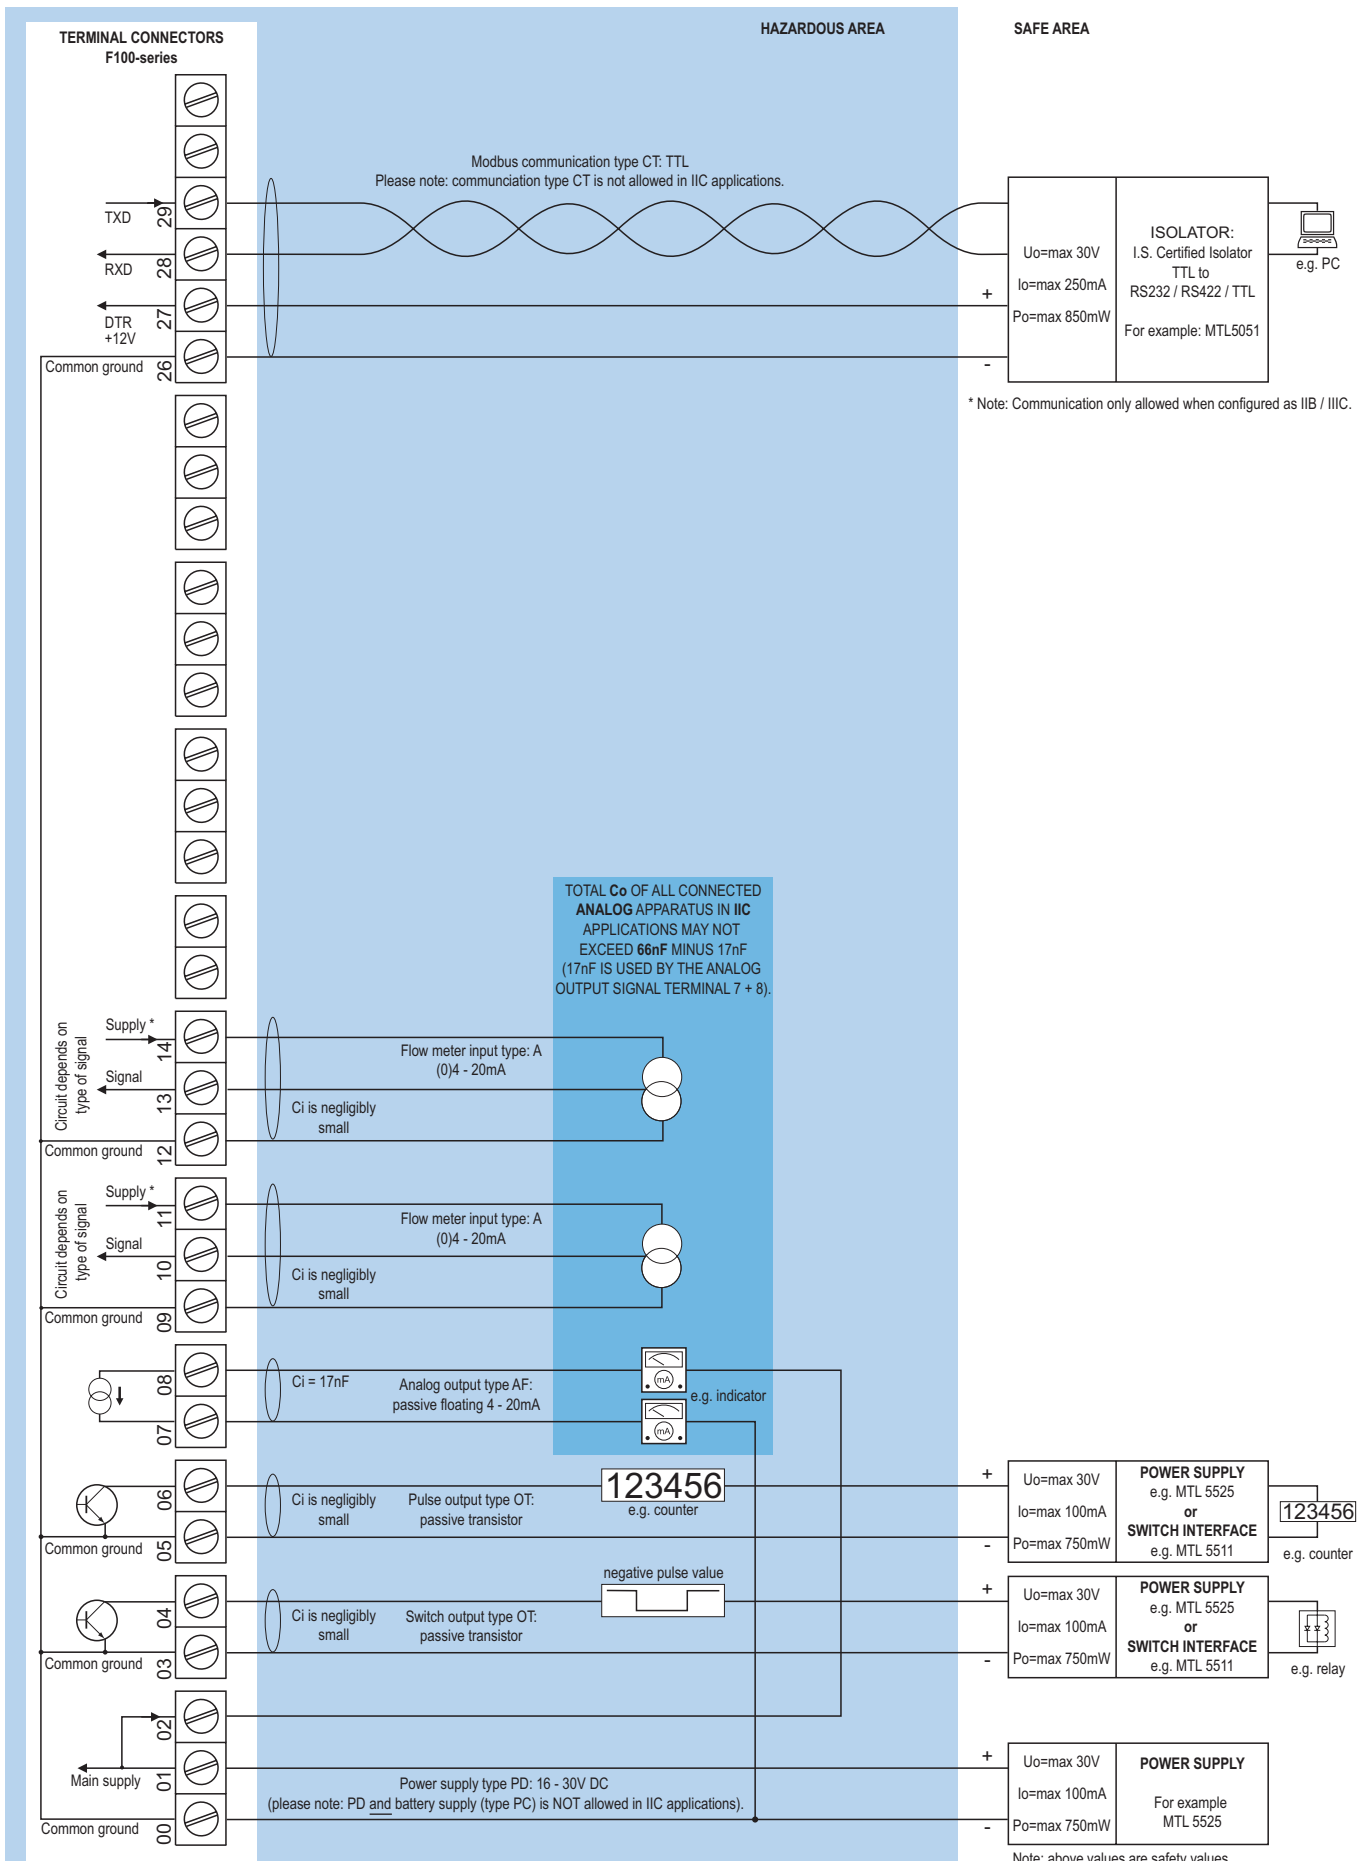 HAZARDOUS AREA
SAFE AREA
TERMINAL CONNECTORS
F100-series
Modbus communication type CT: TTL
Please note: communciation type CT is not allowed in IIC applications.
TXD
29
RXD
28
DTR
+12V
27
Common ground
26
+
-
Uo=max 30V
Io=max 250mA
Po=max 850mW
ISOLATOR:
I.S. Certified Isolator
TTL to
RS232 / RS422 / TTL
For example: MTL5051
e.g. PC
* Note: Communication only allowed when configured as IIB / IIIC.
TOTAL Co OF ALL CONNECTED
ANALOG APPARATUS IN IIC
APPLICATIONS MAY NOT
EXCEED 66nF MINUS 17nF
(17nF IS USED BY THE ANALOG
OUTPUT SIGNAL TERMINAL 7 + 8).
Circuit depends on
type of signal
Supply *
14
Signal
13
Common ground
12
Flow meter input type: A
(0)4 - 20mA
Ci is negligibly
small
Circuit depends on
type of signal
Supply *
11
Signal
10
Common ground
09
Flow meter input type: A
(0)4 - 20mA
Ci is negligibly
small
08
07
Ci = 17nF
Analog output type AF:
passive floating 4 - 20mA
mA
mA
e.g. indicator
06
Common ground
05
Ci is negligibly
small
Pulse output type OT:
passive transistor
123456
e.g. counter
+
-
Uo=max 30V
Io=max 100mA
Po=max 750mW
POWER SUPPLY
e.g. MTL 5525
or
SWITCH INTERFACE
e.g. MTL 5511
123456
e.g. counter
04
Common ground
03
Ci is negligibly
small
Switch output type OT:
passive transistor
negative pulse value
+
-
Uo=max 30V
Io=max 100mA
Po=max 750mW
POWER SUPPLY
e.g. MTL 5525
or
SWITCH INTERFACE
e.g. MTL 5511
e.g. relay
02
Main supply
01
Common ground
00
Power supply type PD: 16 - 30V DC
(please note: PD and battery supply (type PC) is NOT allowed in IIC applications).
+
-
Uo=max 30V
Io=max 100mA
Po=max 750mW
POWER SUPPLY
For example
MTL 5525
Note: above values are safety values